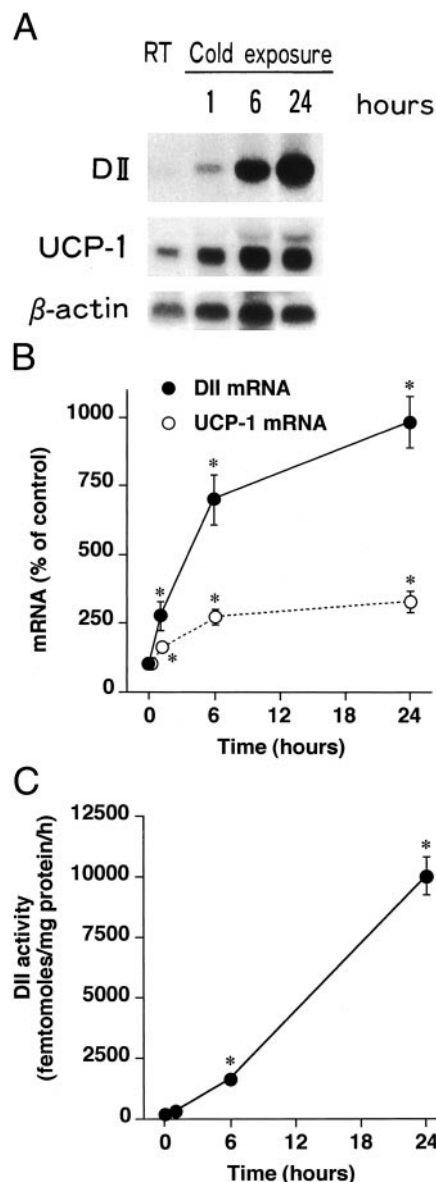 A
RT Cold exposure
1 6 24 hours
DⅡ
UCP-1
β-actin
B
DII mRNA
UCP-1 mRNA
mRNA (% of control)
1000
750
500
250
0
* * * * * *
0 6 12 18 24
Time (hours)
C
DII activity
(femtomoles/mg protein/h)
12500
10000
7500
5000
2500
0
* *
0 6 12 18 24
Time (hours)